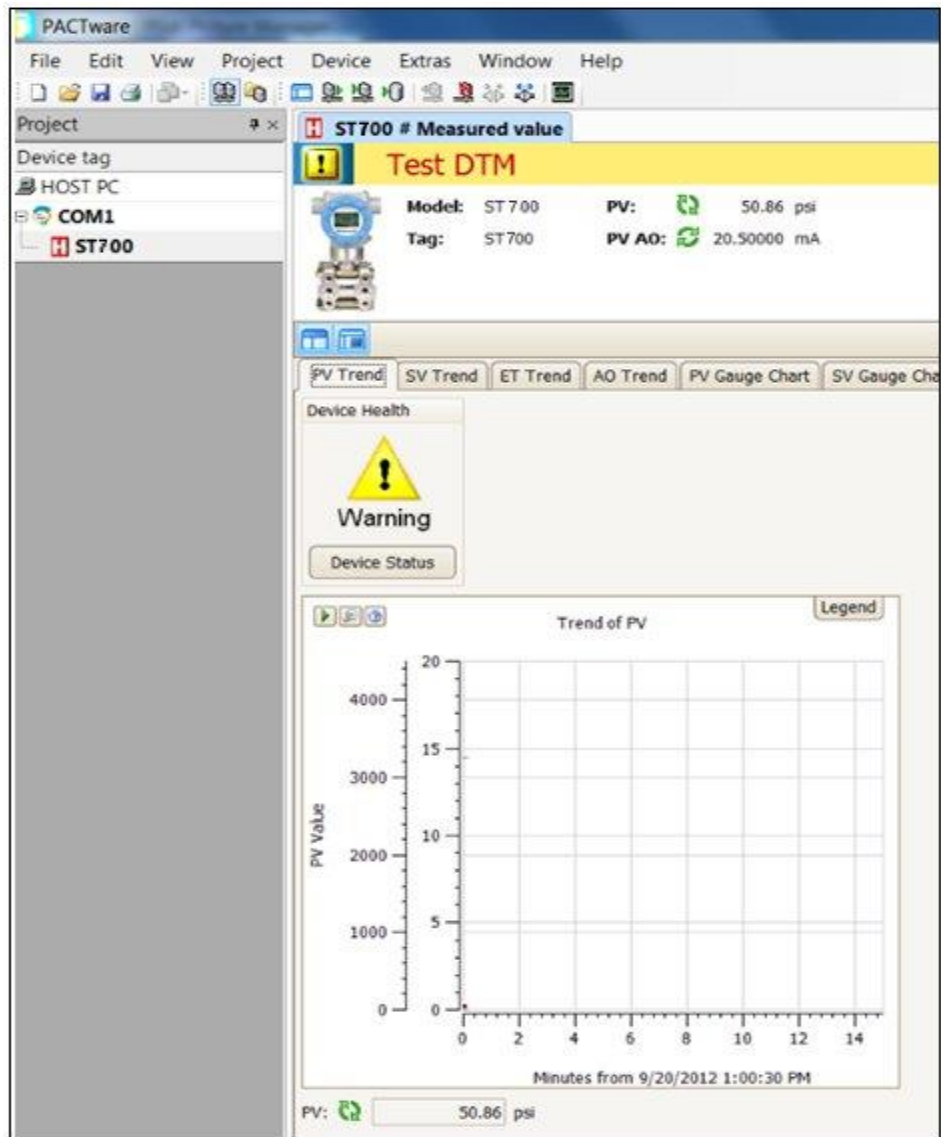 PACTware
File Edit View Project Device Extras Window Help
Project
Device tag
HOST PC
COM1
ST700
ST700 # Measured value
Test DTM
Model: ST700 PV: 50.86 psi
Tag: ST700 PV AO: 20.50000 mA
PV Trend SV Trend ET Trend AO Trend PV Gauge Chart SV Gauge Cha
Device Health
Warning
Device Status
Legend
Trend of PV
PV Value
4000
3000
2000
1000
0
20
15
10
5
0
0 2 4 6 8 10 12 14
Minutes from 9/20/2012 1:00:30 PM
PV: 50.86 psi